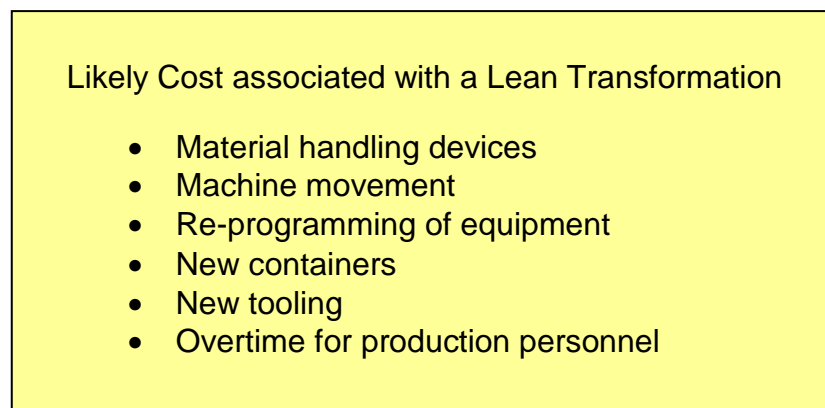 Likely Cost associated with a Lean Transformation
• Material handling devices
• Machine movement
• Re-programming of equipment
• New containers
• New tooling
• Overtime for production personnel